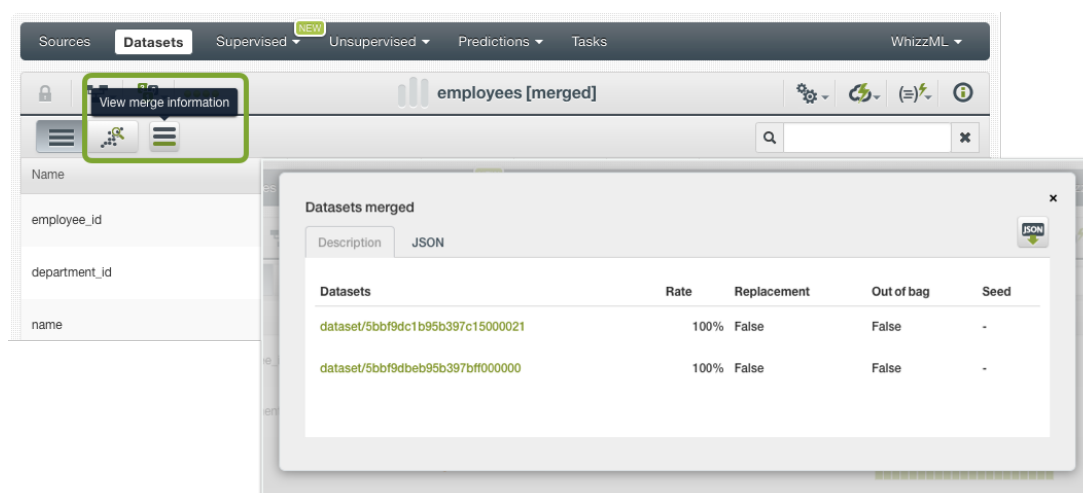 NEW
Sources Datasets Supervised Unsupervised Predictions Tasks WhizzML
View merge information
employees [merged]
Name
employee_id
department_id
name
Datasets merged
Description JSON
JSON
Datasets Rate Replacement Out of bag Seed
dataset/5bbf9dc1b95b397c15000021 100% False False -
dataset/5bbf9dbeb95b397bff000000 100% False False -